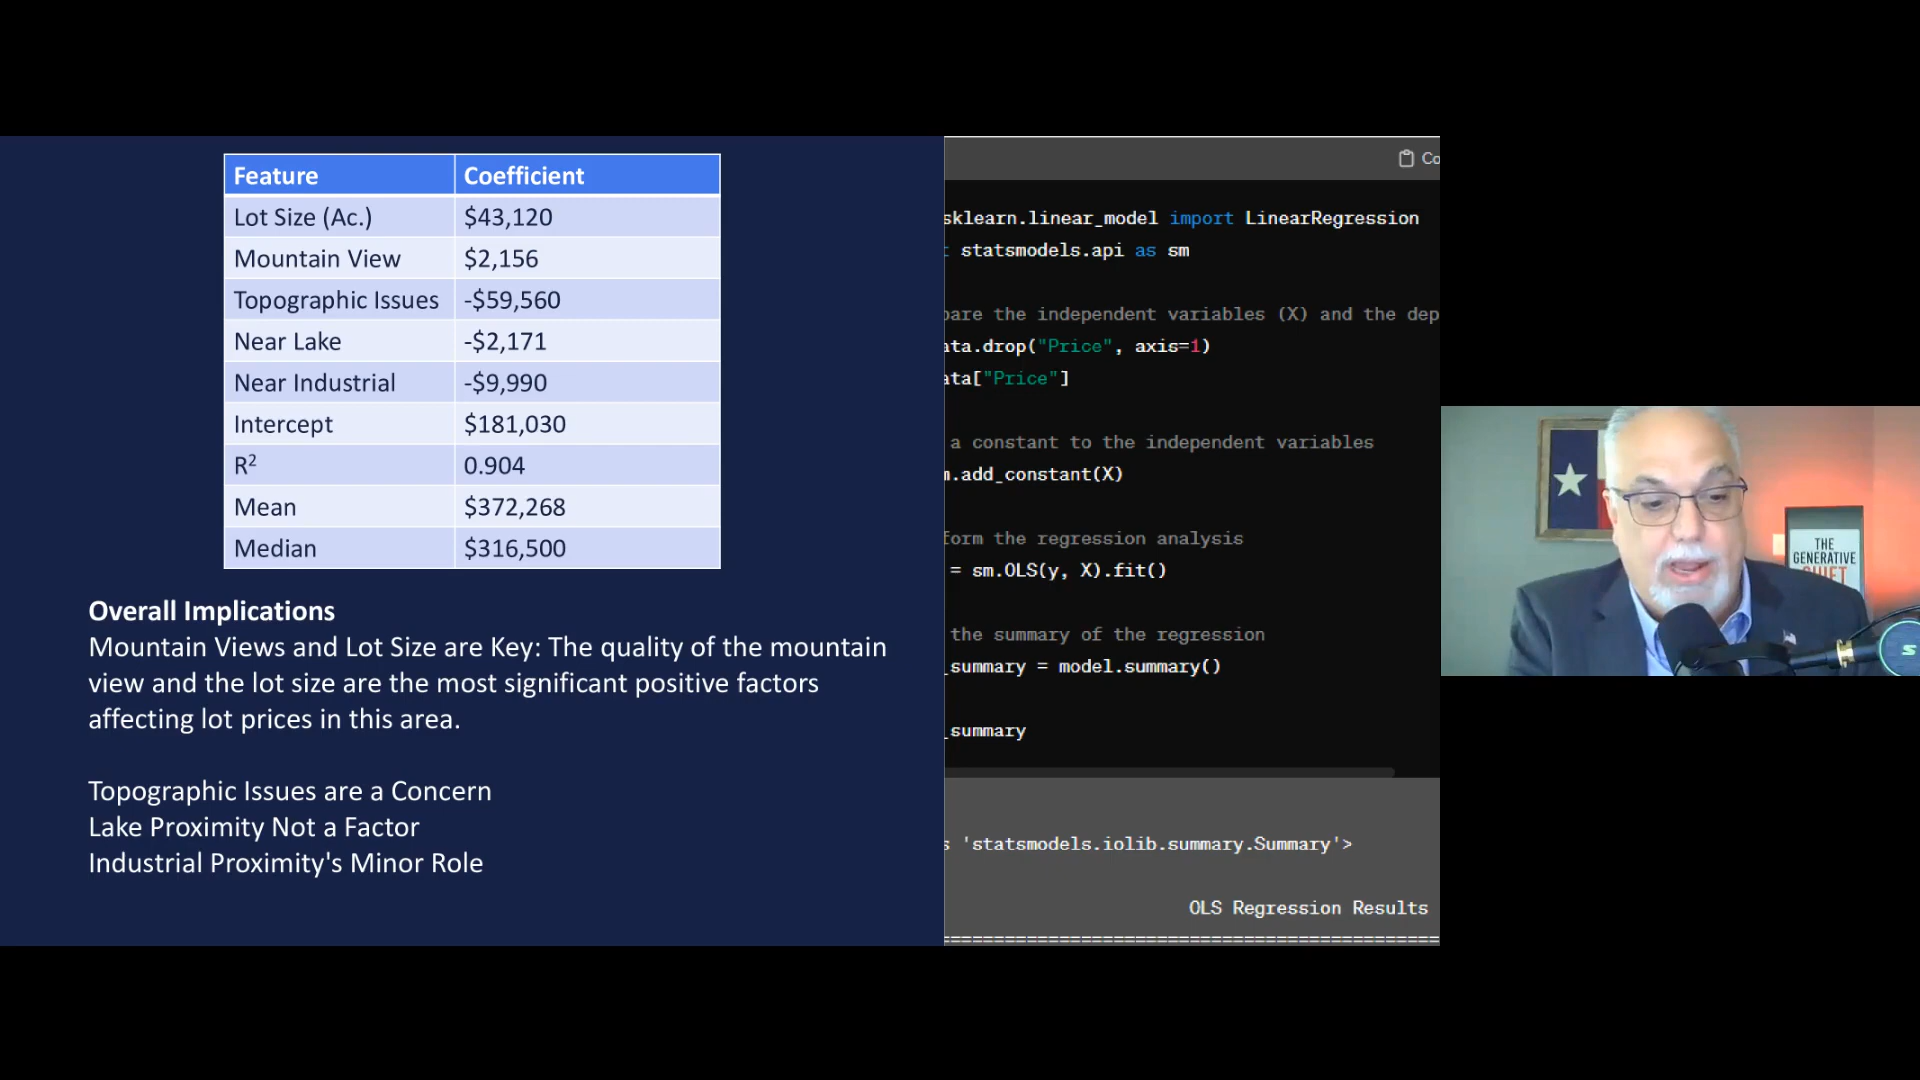 Feature Coefficient
Lot Size (Ac.) $43,120
Mountain View $2,156
Topographic Issues -$59,560
Near Lake -$2,171
Near Industrial -$9,990
Intercept $181,030
R² 0.904
Mean $372,268
Median $316,500
Overall Implications
Mountain Views and Lot Size are Key: The quality of the mountain
view and the lot size are the most significant positive factors
affecting lot prices in this area.
Topographic Issues are a Concern
Lake Proximity Not a Factor
Industrial Proximity's Minor Role
Co
sklearn.linear_model import LinearRegression
statsmodels.api as sm
pare the independent variables (X) and the dep
ata.drop("Price", axis=1)
ata["Price"]
a constant to the independent variables
.add_constant(X)
form the regression analysis
= sm.OLS(y, X).fit()
the summary of the regression
_summary = model.summary()
_summary
s 'statsmodels.iolib.summary.Summary'>
OLS Regression Results
==============================================
THE
GENERATIVE
S